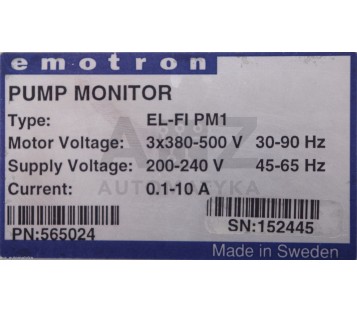 emotron
PUMP MONITOR
Type: EL-FI PM1
Motor Voltage: 3x380-500 V 30-90 Hz
Supply Voltage: 200-240 V 45-65 Hz
Current: 0.1-10 A
PN:565024
SN:152445
Made in Sweden